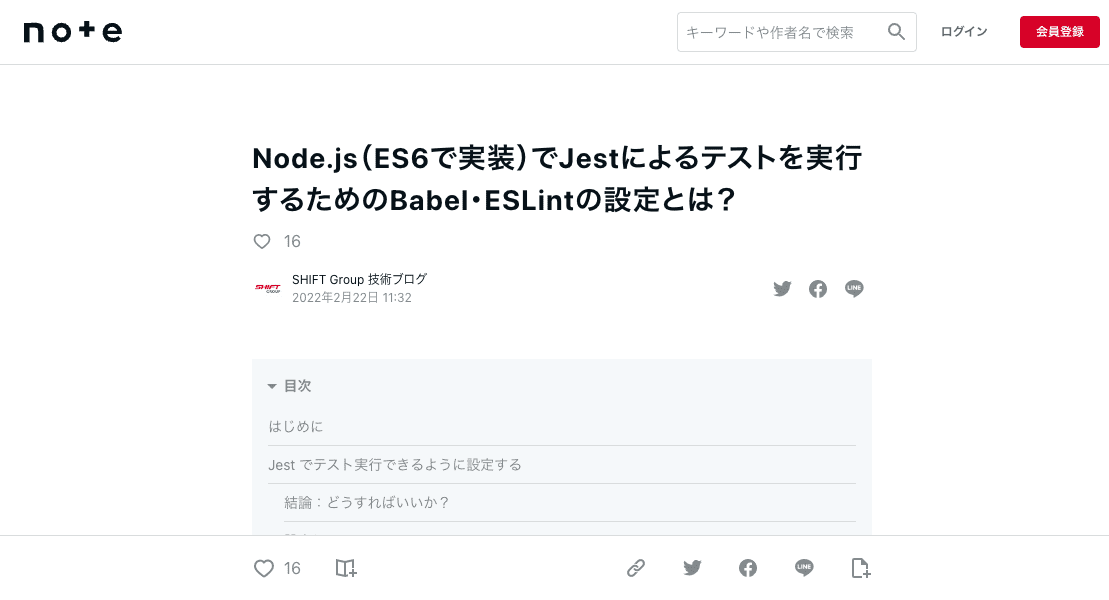 note
キーワードや作者名で検索
ログイン
会員登録
Node.js（ES6で実装）でJestによるテストを実行
するためのBabel・ESLintの設定とは？
16
SHIFT Group 技術ブログ
SHIFT
GROUP
2022年2月22日 11:32
LINE
目次
はじめに
Jest でテスト実行できるように設定する
結論：どうすればいいか？
16
LINE